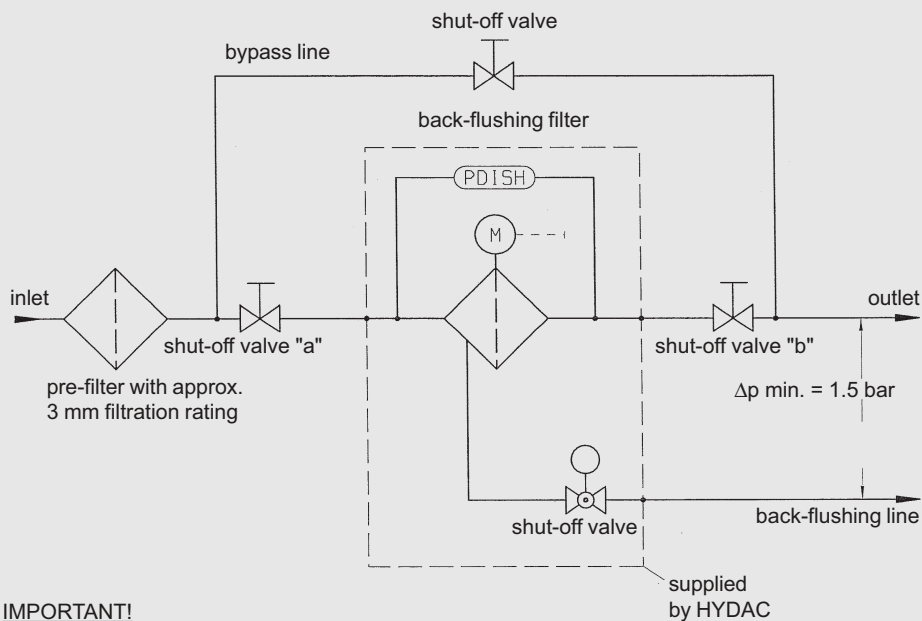 shut-off valve
bypass line
back-flushing filter
PDISH
M
inlet
outlet
shut-off valve "a"
shut-off valve "b"
pre-filter with approx.
3 mm filtration rating
Δp min. = 1.5 bar
shut-off valve
back-flushing line
supplied
by HYDAC
IMPORTANT!